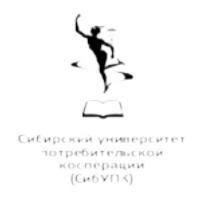 Сибирский университет
потребительской
кооперации
(СибУПК)